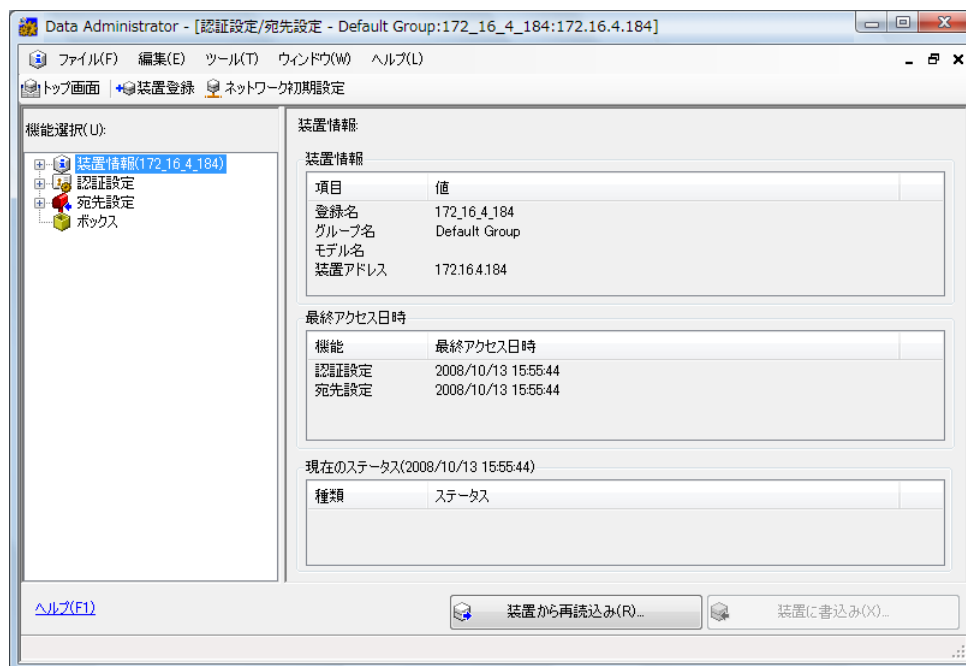 Data Administrator - [認証設定/宛先設定 - Default Group:172_16_4_184:172.16.4.184]
ファイル(F) 編集(E) ツール(T) ウィンドウ(W) ヘルプ(L)
トップ画面 装置登録 ネットワーク初期設定
機能選択(U):
装置情報(172_16_4_184)
認証設定
宛先設定
ボックス
装置情報:
装置情報
項目 値
登録名 172_16_4_184
グループ名 Default Group
モデル名
装置アドレス 172.16.4.184
最終アクセス日時
機能 最終アクセス日時
認証設定 2008/10/13 15:55:44
宛先設定 2008/10/13 15:55:44
現在のステータス(2008/10/13 15:55:44)
種類 ステータス
ヘルプ(F1)
装置から再読込み(R)... 装置に書込み(X)...